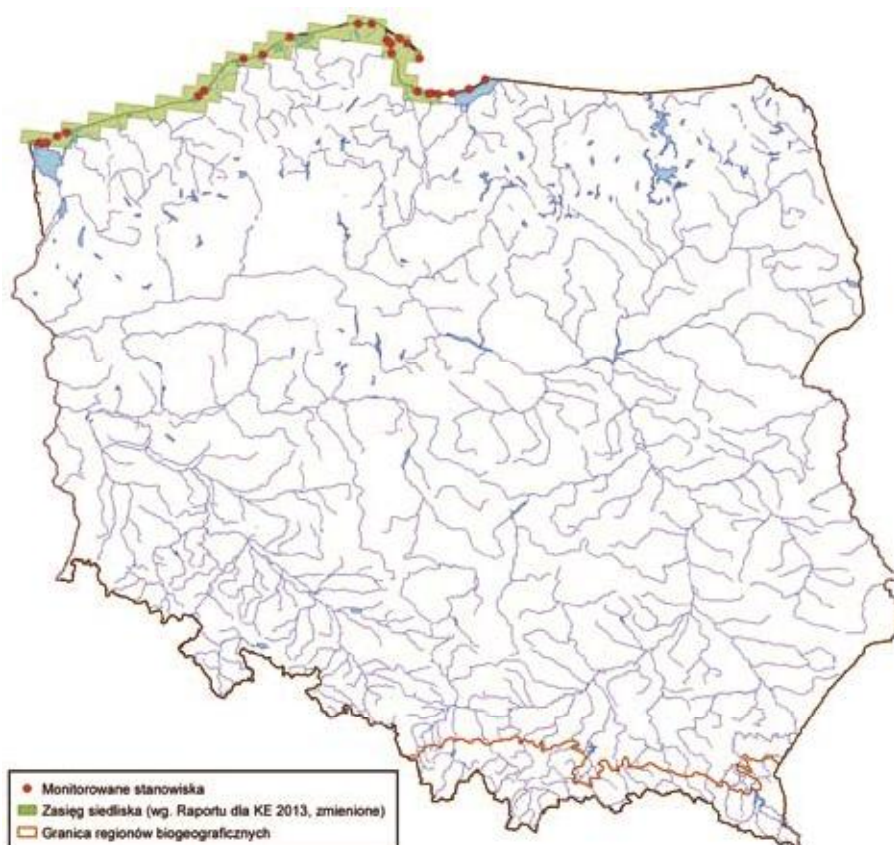 Monitorowane stanowiska
Zasięg siedliska (wg. Raportu dla KE 2013, zmienione)
Granica regionów biogeograficznych